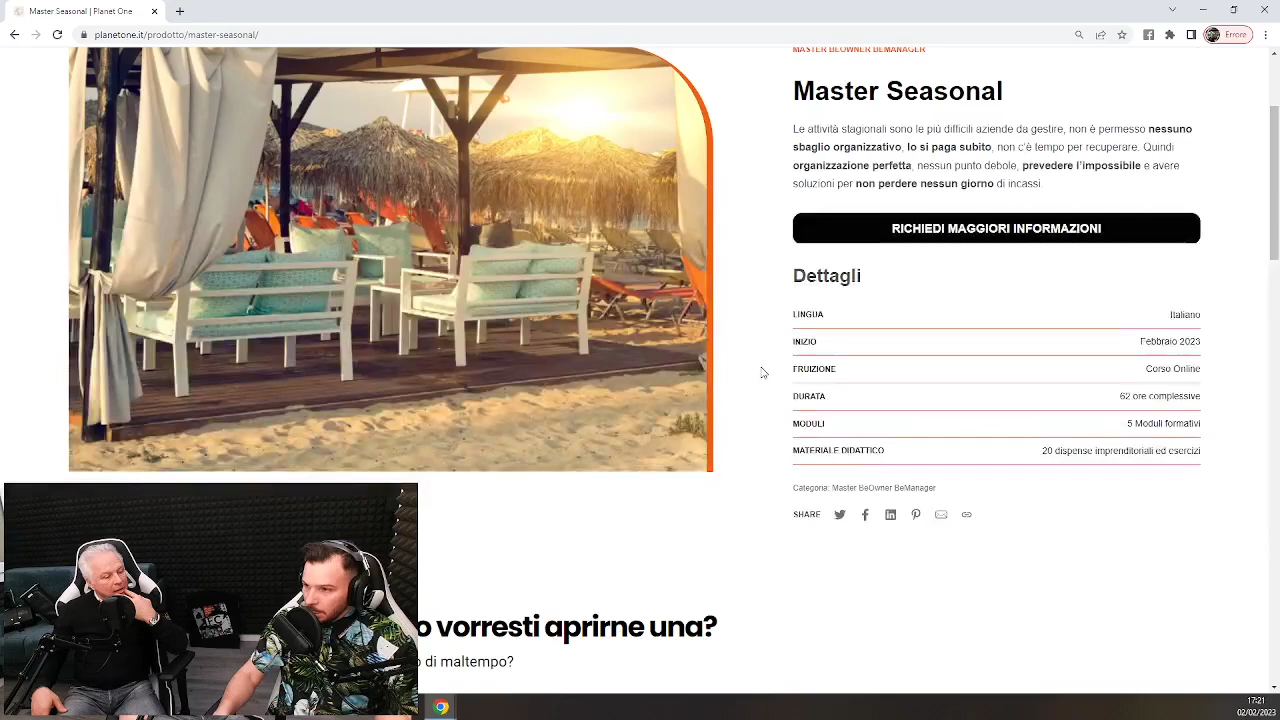 Master Seasonal | Planet One
planetone.it/prodotto/master-seasonal/
Errore
MASTER BEOWNER BEMANAGER
Master Seasonal
Le attività stagionali sono le più difficili aziende da gestire, non è permesso nessuno
sbaglio organizzativo, lo si paga subito, non c'è tempo per recuperare. Quindi
organizzazione perfetta, nessun punto debole, prevedere l'impossibile e avere
soluzioni per non perdere nessun giorno di incassi.
RICHIEDI MAGGIORI INFORMAZIONI
Dettagli
LINGUA Italiano
INIZIO Febbraio 2023
FRUIZIONE Corso Online
DURATA 62 ore complessive
MODULI 5 Moduli formativi
MATERIALE DIDATTICO 20 dispense imprenditoriali ed esercizi
Categoria: Master BeOwner BeManager
SHARE
o vorresti aprirne una?
o di maltempo?
17:21
02/02/2023